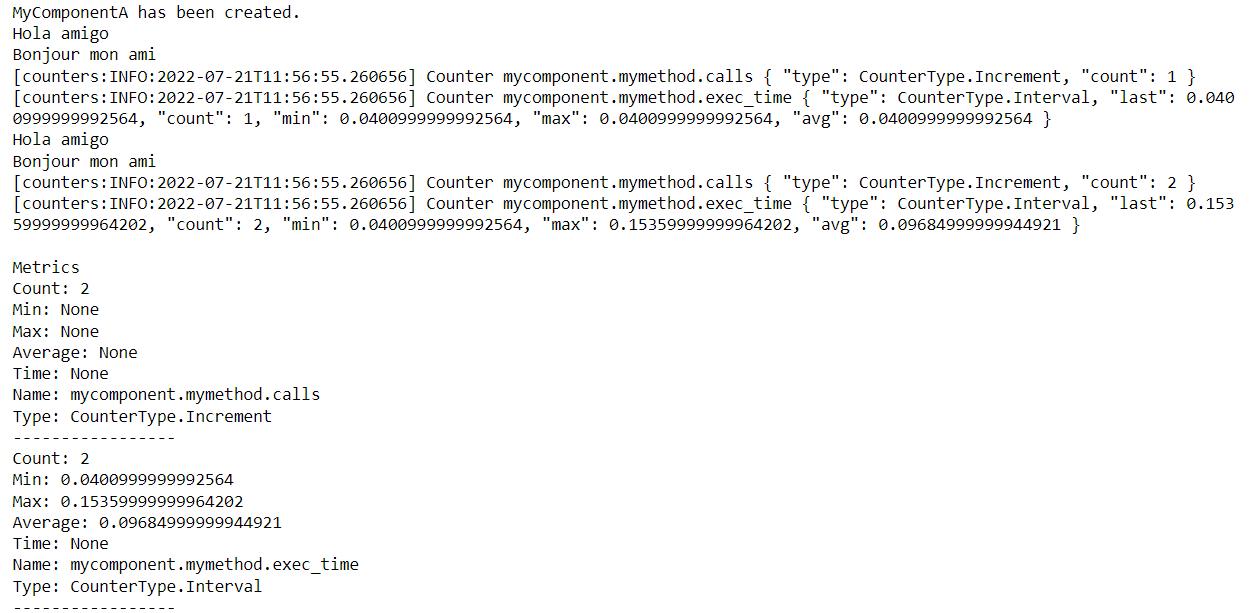 MyComponentA has been created.
Hola amigo
Bonjour mon ami
[counters:INFO:2022-07-21T11:56:55.260656] Counter mycomponent.mymethod.calls { "type": CounterType.Increment, "count": 1 }
[counters:INFO:2022-07-21T11:56:55.260656] Counter mycomponent.mymethod.exec_time { "type": CounterType.Interval, "last": 0.040
0999999992564, "count": 1, "min": 0.0400999999992564, "max": 0.0400999999992564, "avg": 0.0400999999992564 }
Hola amigo
Bonjour mon ami
[counters:INFO:2022-07-21T11:56:55.260656] Counter mycomponent.mymethod.calls { "type": CounterType.Increment, "count": 2 }
[counters:INFO:2022-07-21T11:56:55.260656] Counter mycomponent.mymethod.exec_time { "type": CounterType.Interval, "last": 0.153
59999999964202, "count": 2, "min": 0.0400999999992564, "max": 0.15359999999964202, "avg": 0.09684999999944921 }
Metrics
Count: 2
Min: None
Max: None
Average: None
Time: None
Name: mycomponent.mymethod.calls
Type: CounterType.Increment
-----------------
Count: 2
Min: 0.0400999999992564
Max: 0.15359999999964202
Average: 0.09684999999944921
Time: None
Name: mycomponent.mymethod.exec_time
Type: CounterType.Interval
-----------------